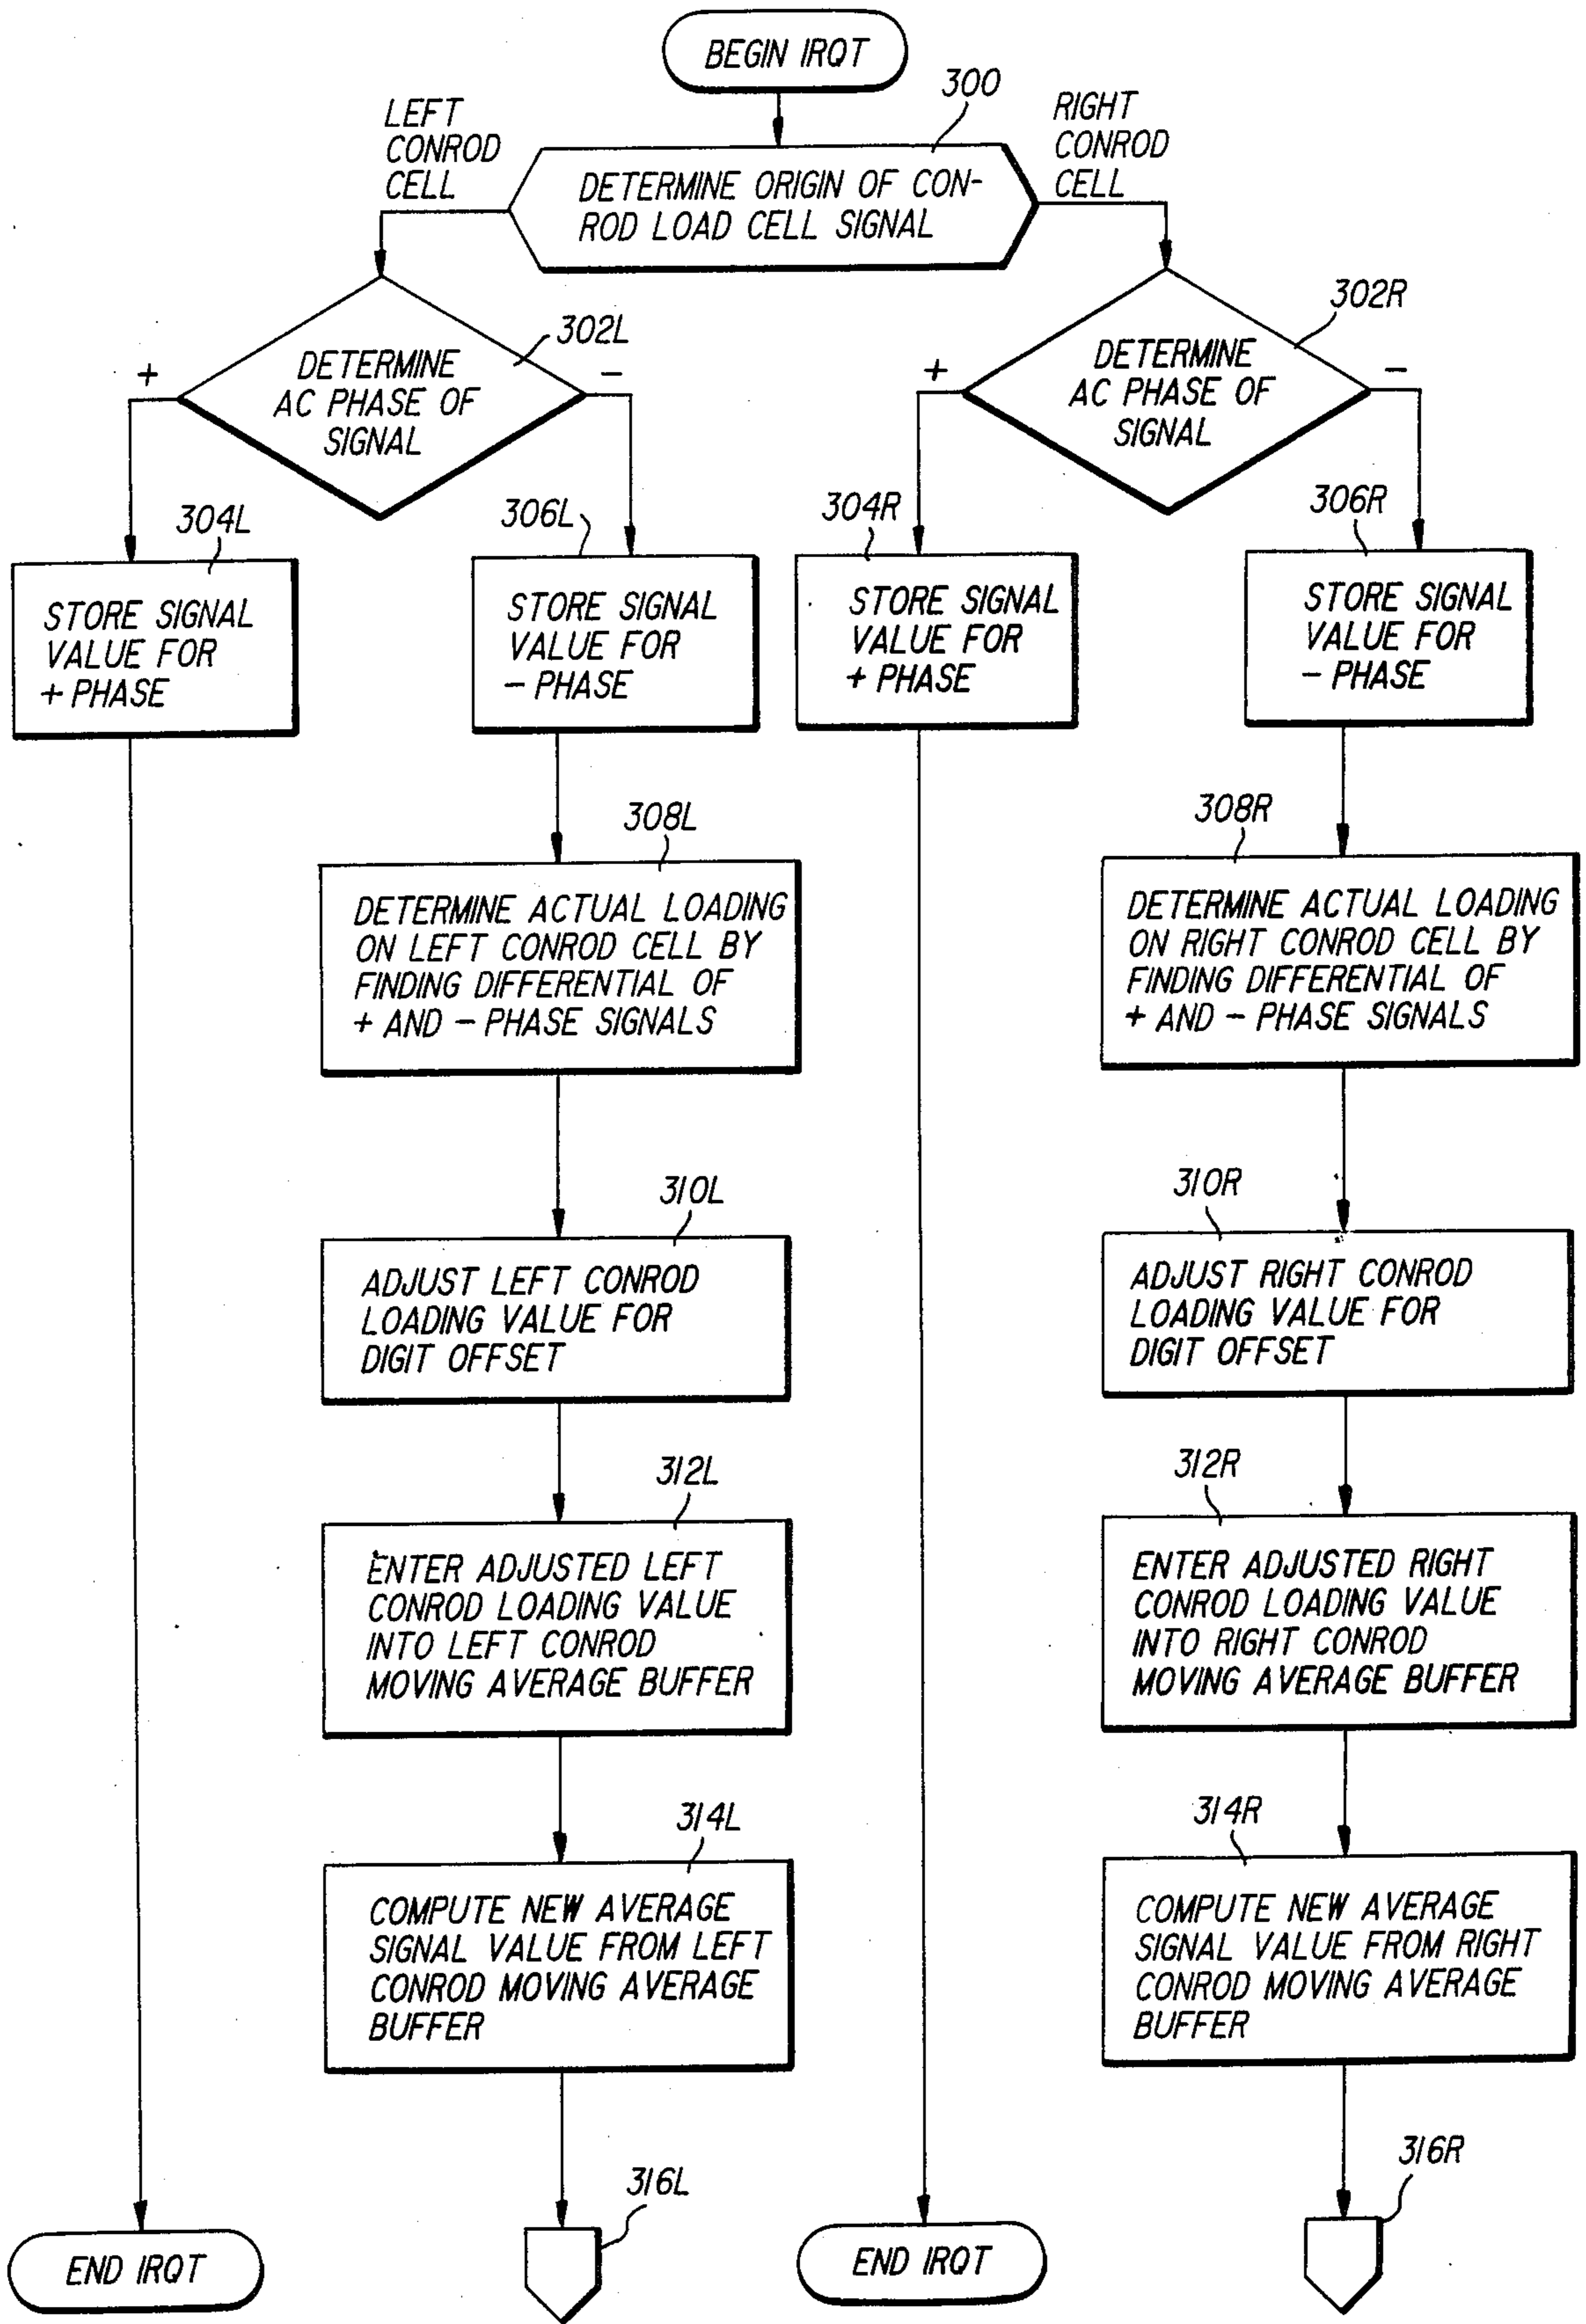 BEGIN IRQT
300
LEFT
CONROD
CELL
RIGHT
CONROD
CELL
DETERMINE ORIGIN OF CON-
ROD LOAD CELL SIGNAL
302L
302R
+
DETERMINE
AC PHASE OF
SIGNAL
–
+
DETERMINE
AC PHASE OF
SIGNAL
–
304L
306L
304R
306R
STORE SIGNAL
VALUE FOR
+ PHASE
STORE SIGNAL
VALUE FOR
– PHASE
STORE SIGNAL
VALUE FOR
+ PHASE
STORE SIGNAL
VALUE FOR
– PHASE
308L
308R
DETERMINE ACTUAL LOADING
ON LEFT CONROD CELL BY
FINDING DIFFERENTIAL OF
+ AND – PHASE SIGNALS
DETERMINE ACTUAL LOADING
ON RIGHT CONROD CELL BY
FINDING DIFFERENTIAL OF
+ AND – PHASE SIGNALS
310L
310R
ADJUST LEFT CONROD
LOADING VALUE FOR
DIGIT OFFSET
ADJUST RIGHT CONROD
LOADING VALUE FOR
DIGIT OFFSET
312L
312R
ENTER ADJUSTED LEFT
CONROD LOADING VALUE
INTO LEFT CONROD
MOVING AVERAGE BUFFER
ENTER ADJUSTED RIGHT
CONROD LOADING VALUE
INTO RIGHT CONROD
MOVING AVERAGE BUFFER
314L
314R
COMPUTE NEW AVERAGE
SIGNAL VALUE FROM LEFT
CONROD MOVING AVERAGE
BUFFER
COMPUTE NEW AVERAGE
SIGNAL VALUE FROM RIGHT
CONROD MOVING AVERAGE
BUFFER
316L
316R
END IRQT
END IRQT